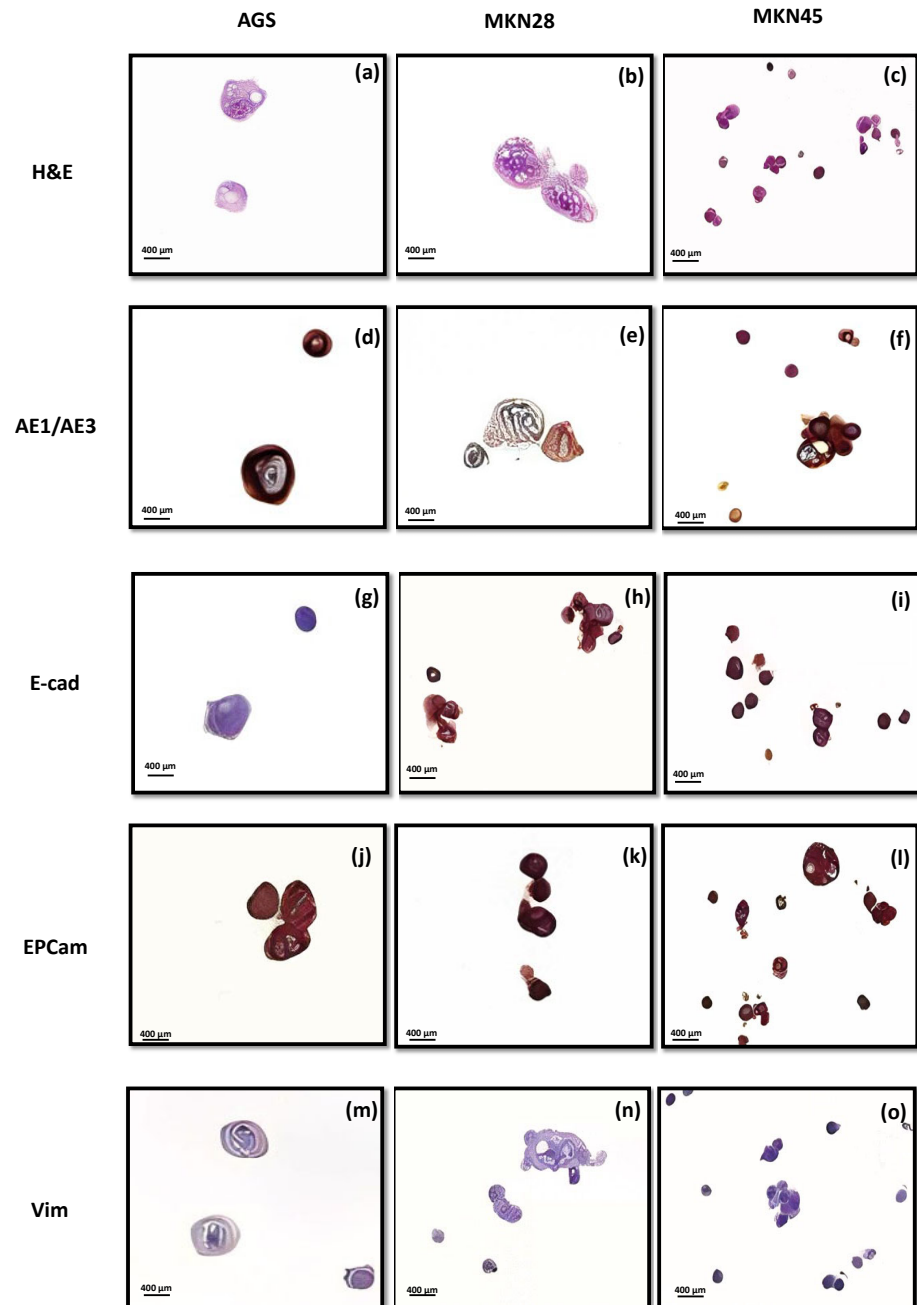 AGS MKN28 MKN45
H&E (a) (b) (c)
400 µm 400 µm 400 µm
AE1/AE3 (d) (e) (f)
400 µm 400 µm 400 µm
E-cad (g) (h) (i)
400 µm 400 µm 400 µm
EPCam (j) (k) (l)
400 µm 400 µm 400 µm
Vim (m) (n) (o)
400 µm 400 µm 400 µm